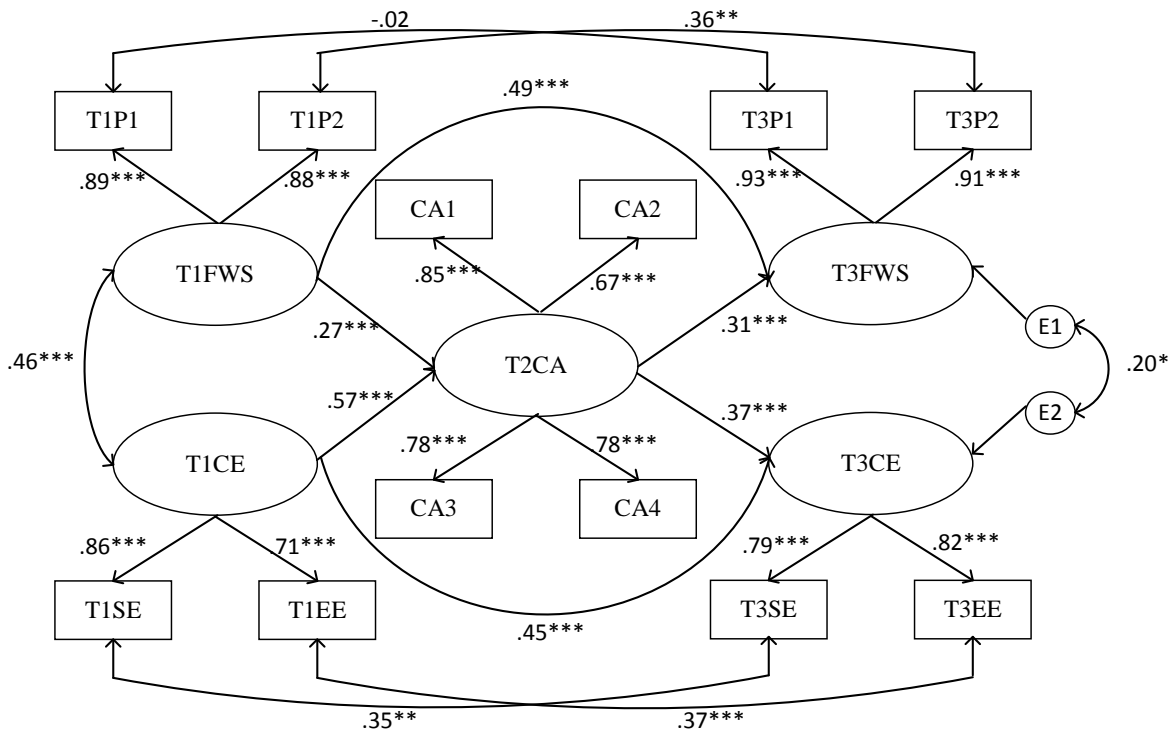 -.02
.36**
T1P1
T1P2
.49***
T3P1
T3P2
.89***
.88***
.93***
.91***
CA1
CA2
T1FWS
.85***
.67***
T3FWS
.27***
.31***
E1
.46***
T2CA
.20*
.57***
.37***
E2
T1CE
.78***
.78***
T3CE
CA3
CA4
.86***
.71***
.79***
.82***
T1SE
T1EE
.45***
T3SE
T3EE
.35**
.37***